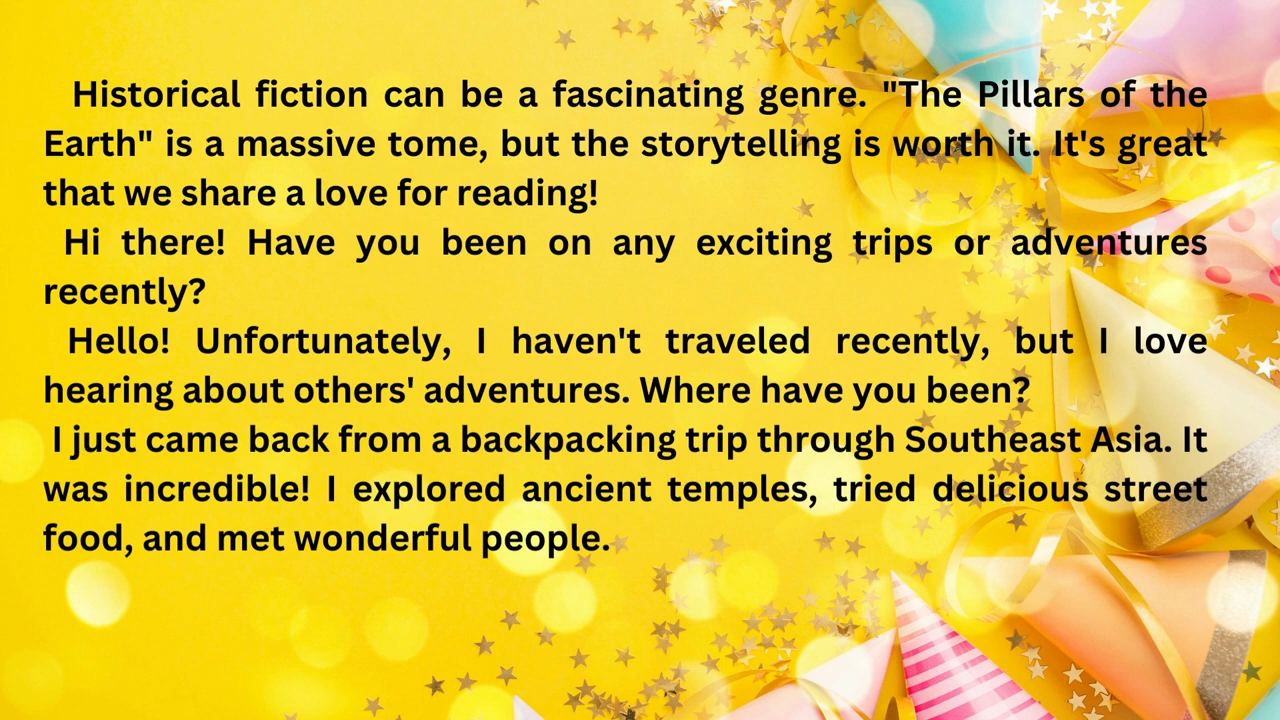 Historical fiction can be a fascinating genre. "The Pillars of the
Earth" is a massive tome, but the storytelling is worth it. It's great
that we share a love for reading!
Hi there! Have you been on any exciting trips or adventures
recently?
Hello! Unfortunately, I haven't traveled recently, but I love
hearing about others' adventures. Where have you been?
I just came back from a backpacking trip through Southeast Asia. It
was incredible! I explored ancient temples, tried delicious street
food, and met wonderful people.